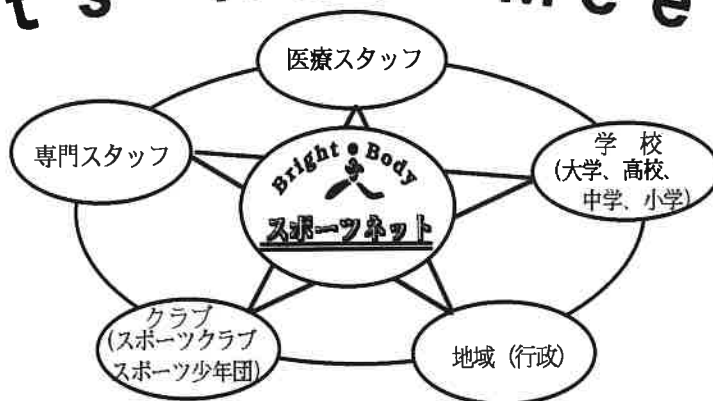 医療スタッフ
専門スタッフ
学 校
(大学、高校、
中学、小学)
Bright Body
スポーツネット
クラブ
(スポーツクラブ
スポーツ少年団)
地域 (行政)